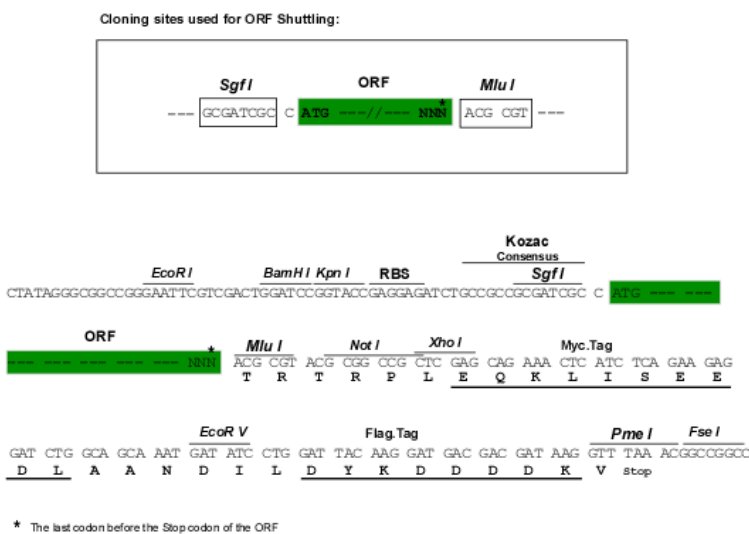 Cloning sites used for ORF Shuttling:
Sgf I ORF Mlu I
--- GCGATCGC C ATG ---//--- NNN* ACG CGT ---
Kozac
Consensus
EcoR I BamH I Kpn I RBS Sgf I
CTATAGGGCGGCCGGGAATTCGTCGACTGGATCCGGTACCGAGGAGATCTGCCGCCGCGATCGC C ATG --- ---
ORF Mlu I Not I Xho I Myc.Tag
--- --- --- --- --- --- NNN* ACG CGT ACG CGG CCG CTC GAG CAG AAA CTC ATC TCA GAA GAG
T R T R P L E Q K L I S E E
EcoR V Flag.Tag Pme I Fse I
GAT CTG GCA GCA AAT GAT ATC CTG GAT TAC AAG GAT GAC GAC GAT AAG GTT TAA ACGGCCGGCC
D L A A N D I L D Y K D D D D K V Stop
* The last codon before the Stop codon of the ORF